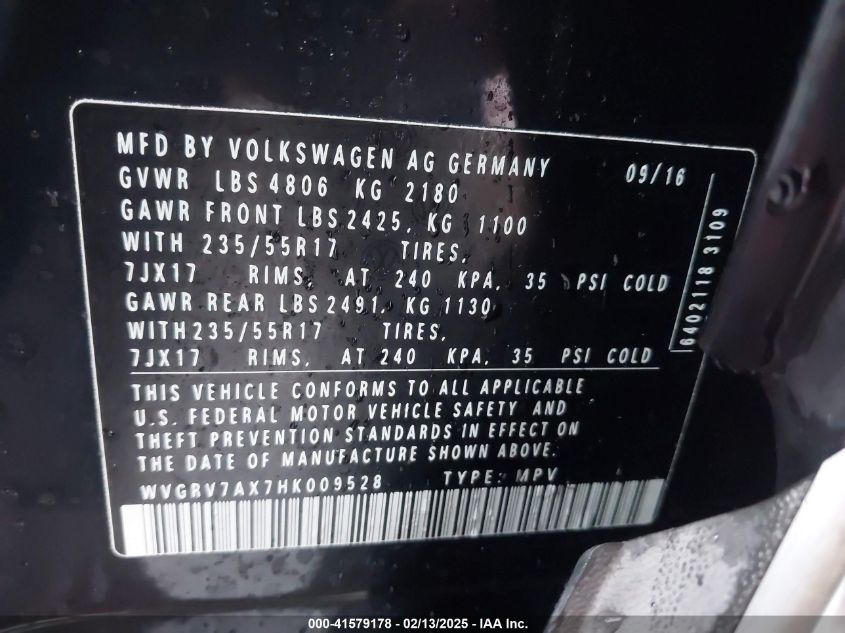 MFD BY VOLKSWAGEN AG GERMANY 09/16
GVWR LBS 4806 KG 2180
GAWR FRONT LBS 2425, KG 1100
WITH 235/55R17 TIRES,
7JX17 RIMS, AT 240 KPA, 35 PSI COLD
GAWR REAR LBS 2491, KG 1130
WITH 235/55R17 TIRES,
7JX17 RIMS, AT 240 KPA, 35 PSI COLD
6402118 3109
THIS VEHICLE CONFORMS TO ALL APPLICABLE
U.S. FEDERAL MOTOR VEHICLE SAFETY AND
THEFT PREVENTION STANDARDS IN EFFECT ON
THE DATE OF MANUFACTURE SHOWN ABOVE.
WVGRV7AX7HK009528 TYPE: MPV
000-41579178 - 02/13/2025 - IAA Inc.